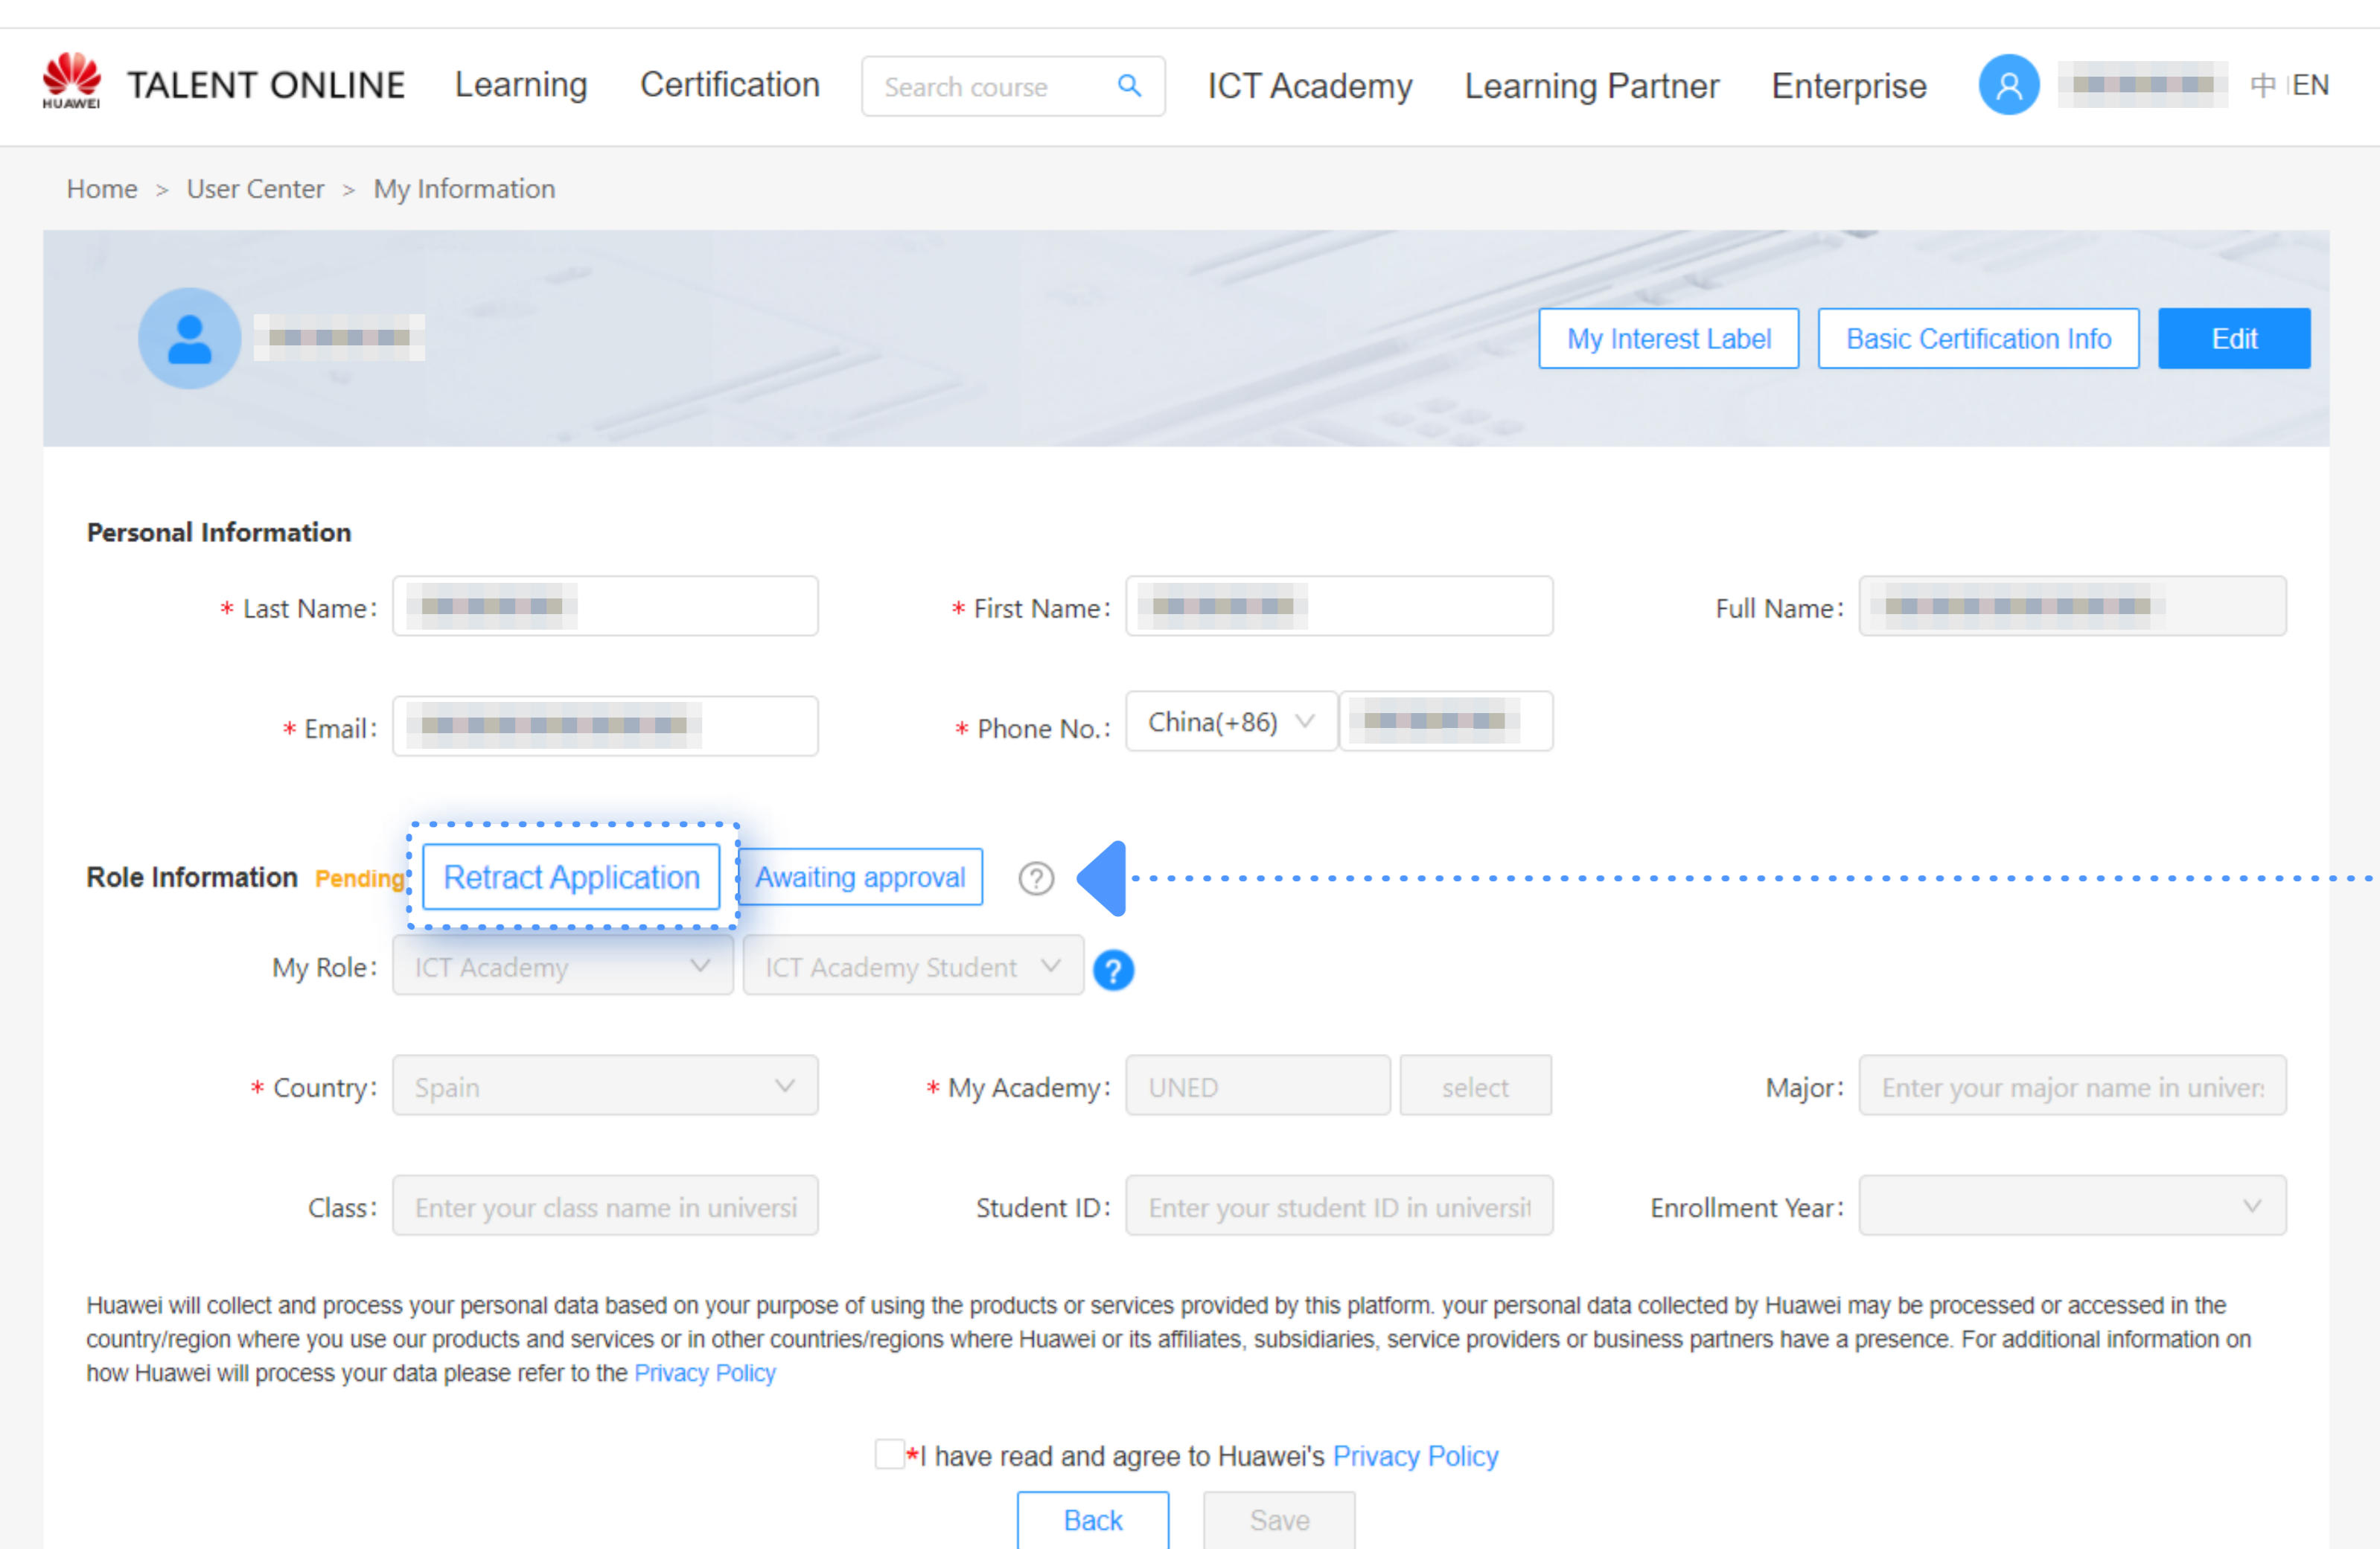 HUAWEI TALENT ONLINE Learning Certification Search course ICT Academy Learning Partner Enterprise 中 EN
Home > User Center > My Information
My Interest Label Basic Certification Info Edit
Personal Information
* Last Name: * First Name: Full Name:
* Email: * Phone No.: China(+86)
Role Information Pending Retract Application Awaiting approval ?
My Role: ICT Academy ICT Academy Student ?
* Country: Spain * My Academy: UNED select Major: Enter your major name in univer
Class: Enter your class name in universi Student ID: Enter your student ID in universit Enrollment Year:
Huawei will collect and process your personal data based on your purpose of using the products or services provided by this platform. your personal data collected by Huawei may be processed or accessed in the
country/region where you use our products and services or in other countries/regions where Huawei or its affiliates, subsidiaries, service providers or business partners have a presence. For additional information on
how Huawei will process your data please refer to the Privacy Policy
*I have read and agree to Huawei's Privacy Policy
Back Save